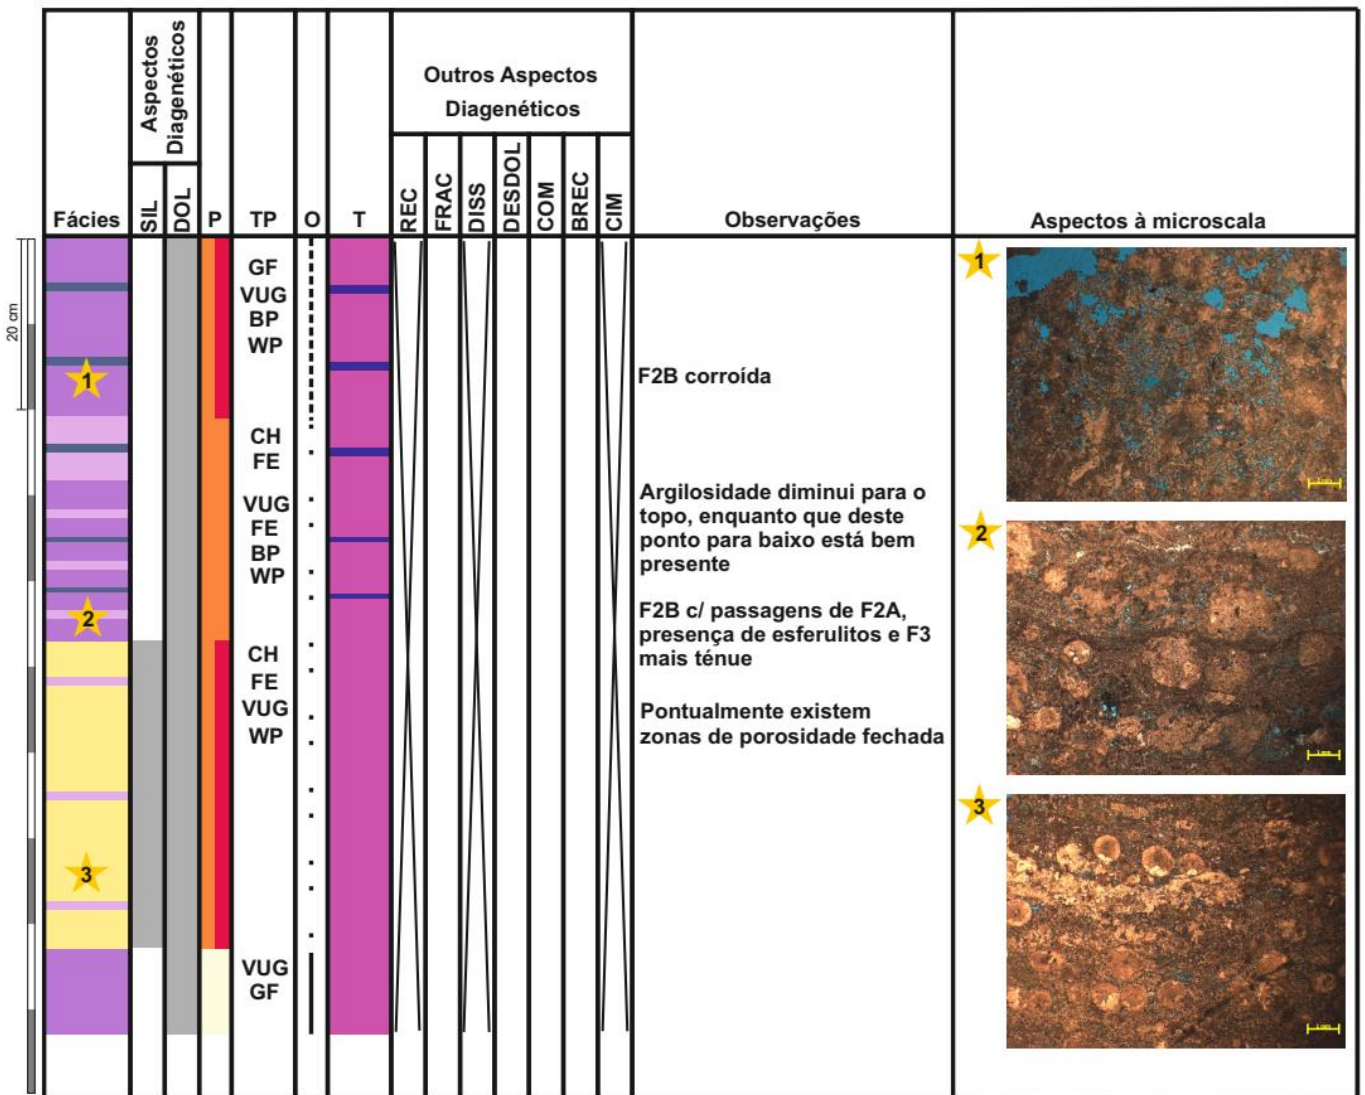 Aspectos
Diagenéticos
Outros Aspectos
Diagenéticos
Fácies
SIL
DOL
P
TP
O
T
REC
FRAC
DISS
DESDOL
COM
BREC
CIM
Observações
Aspectos à microscala
20 cm
GF
VUG
BP
WP
CH
FE
VUG
FE
BP
WP
CH
FE
VUG
WP
VUG
GF
1
2
3
F2B corroída
Argilosidade diminui para o
topo, enquanto que deste
ponto para baixo está bem
presente
F2B c/ passagens de F2A,
presença de esferulitos e F3
mais ténue
Pontualmente existem
zonas de porosidade fechada
1
2
3